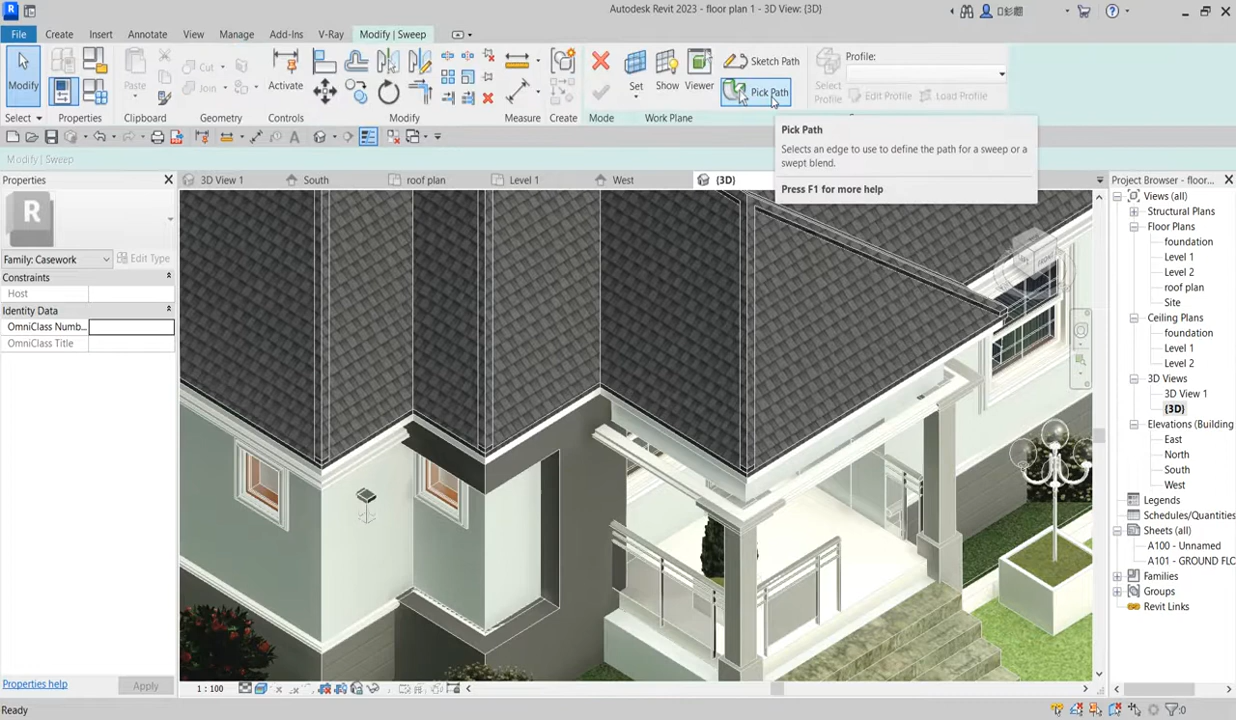 Autodesk Revit 2023 - floor plan 1 - 3D View: {3D}
File Create Insert Annotate View Manage Add-Ins V-Ray Modify | Sweep
Modify
Paste
Cut
Join
Activate
Set Show Viewer
Sketch Path
Pick Path
Select Profile
Profile:
Edit Profile Load Profile
Select Properties Clipboard Geometry Controls Modify Measure Create Mode Work Plane
Modify | Sweep
Pick Path
Selects an edge to use to define the path for a sweep or a
swept blend.
Press F1 for more help
Properties
3D View 1 South roof plan Level 1 West {3D}
Project Browser - floor...
R
Family: Casework
Edit Type
Constraints
Host
Identity Data
OmniClass Numb...
OmniClass Title
Properties help
Apply
FRONT
Views (all)
Structural Plans
Floor Plans
foundation
Level 1
Level 2
roof plan
Site
Ceiling Plans
foundation
Level 1
Level 2
3D Views
3D View 1
{3D}
Elevations (Building
East
North
South
West
Legends
Schedules/Quantities
Sheets (all)
A100 - Unnamed
A101 - GROUND FLC
Families
Groups
Revit Links
1 : 100
Ready
:0